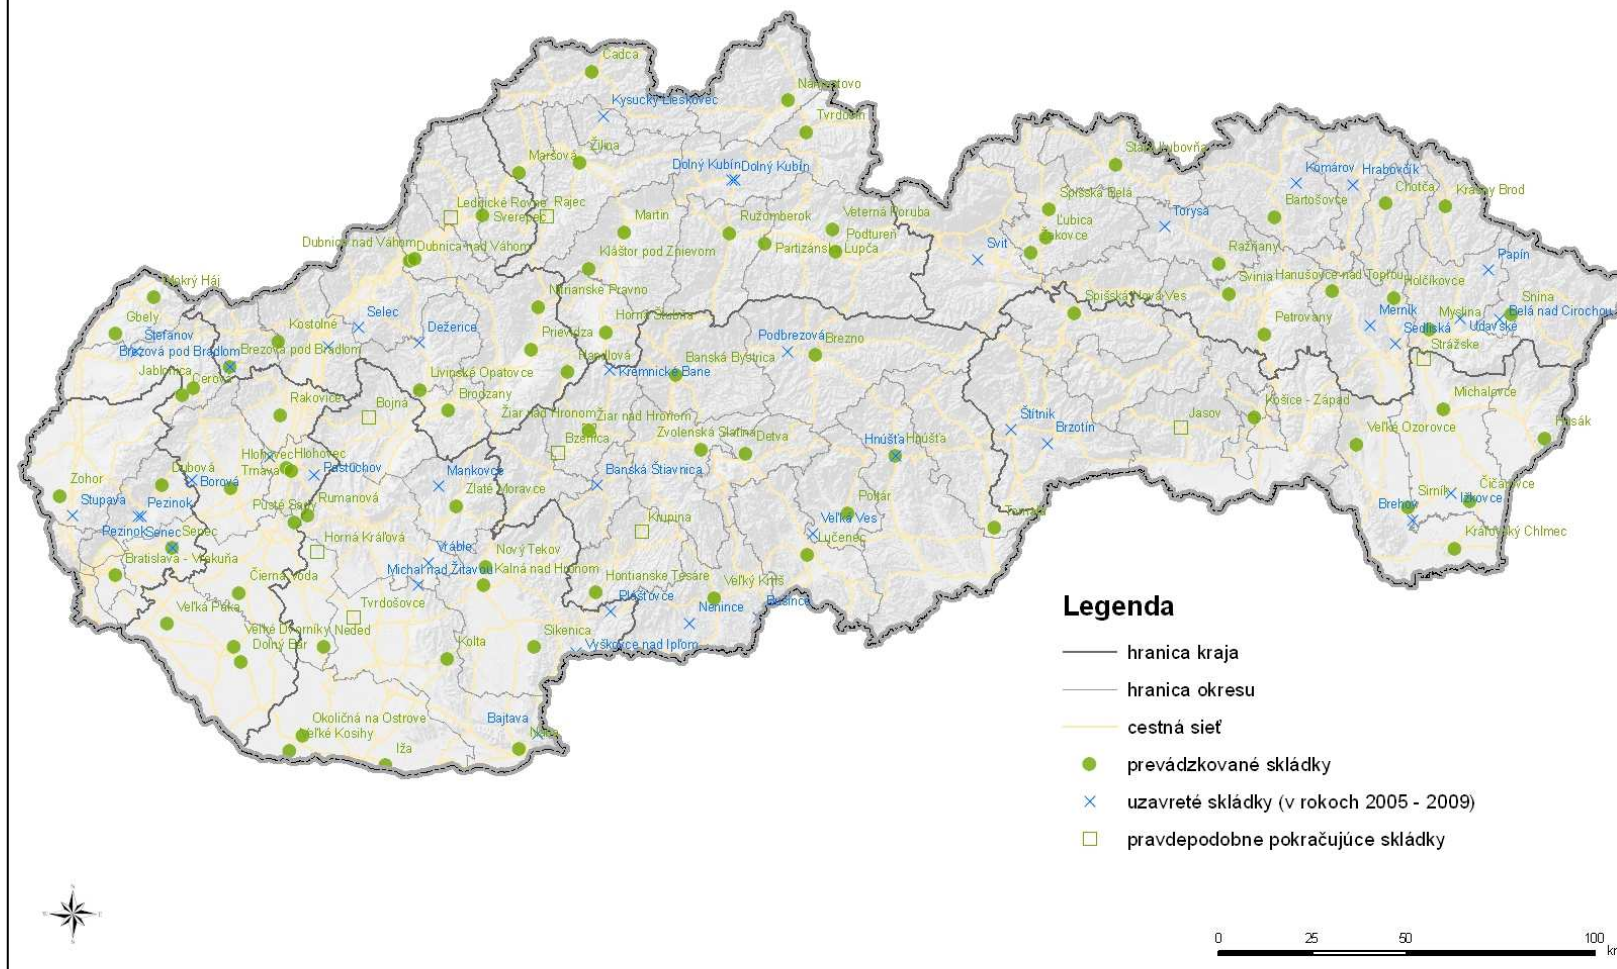 Čadca
Námestovo
Kysucký Lieskovec
Tvrdošín
Maršová
Žilina
Dolný Kubín
Dolný Kubín
Stará Ľubovňa
Komárov
Hrabovčík
Chotča
Krásny Brod
Bartošovce
Spišská Belá
Lednické Rovne
Rajec
Sverepec
Martin
Ružomberok
Veterná Poruba
Podtureň
Partizánska Ľupča
Ľubica
Žakovce
Torysa
Svit
Ražňany
Dubnica nad Váhom
Dubnica nad Váhom
Kláštor pod Znievom
Papín
Svinia
Hanušovce nad Topľou
Holčíkovce
Mokrý Háj
Nitrianske Pravno
Spišská Nová Ves
Snina
Gbely
Kostolné
Selec
Dežerice
Prievidza
Horná Štubňa
Petrovany
Merník
Myslina
Belá nad Cirochou
Sedliská
Udavské
Štefanov
Brezová pod Bradlom
Brezová pod Bradlom
Podbrezová
Brezno
Strážske
Handlová
Kremnické Bane
Banská Bystrica
Jablonica
Cerová
Livinské Opatovce
Brodzany
Michalovce
Rakovice
Bojná
Žiar nad Hronom
Žiar nad Hronom
Jasov
Košice - Západ
Veľké Ozorovce
Husák
Bzenica
Zvolenská Slatina
Detva
Hnúšťa
Hnúšťa
Štítnik
Brzotín
Hlohovec
Hlohovec
Dubová
Trnava
Pastuchov
Mankovce
Banská Štiavnica
Zohor
Borová
Zlaté Moravce
Stupava
Pezinok
Pusté Sady
Rumanová
Poltár
Tornaľa
Sirník
Čičarovce
Ižkovce
Brehov
Pezinok
Senec
Senec
Krupina
Veľká Ves
Lučenec
Kráľovský Chlmec
Bratislava - Vrakuňa
Horná Kráľová
Vráble
Nový Tekov
Čierna Voda
Michal nad Žitavou
Kalná nad Hronom
Hontianske Tesáre
Veľký Krtíš
Veľká Paka
Tvrdošovce
Plášťovce
Nenince
Bušince
Veľké Dvorníky
Neded
Dolný Bar
Kolta
Sikenica
Vyškovce nad Ipľom
Okoličná na Ostrove
Veľké Kosihy
Bajtava
Iža
Legenda
hranica kraja
hranica okresu
cestná sieť
prevádzkované skládky
uzavreté skládky (v rokoch 2005 - 2009)
pravdepodobne pokračujúce skládky
0 25 50 100
km